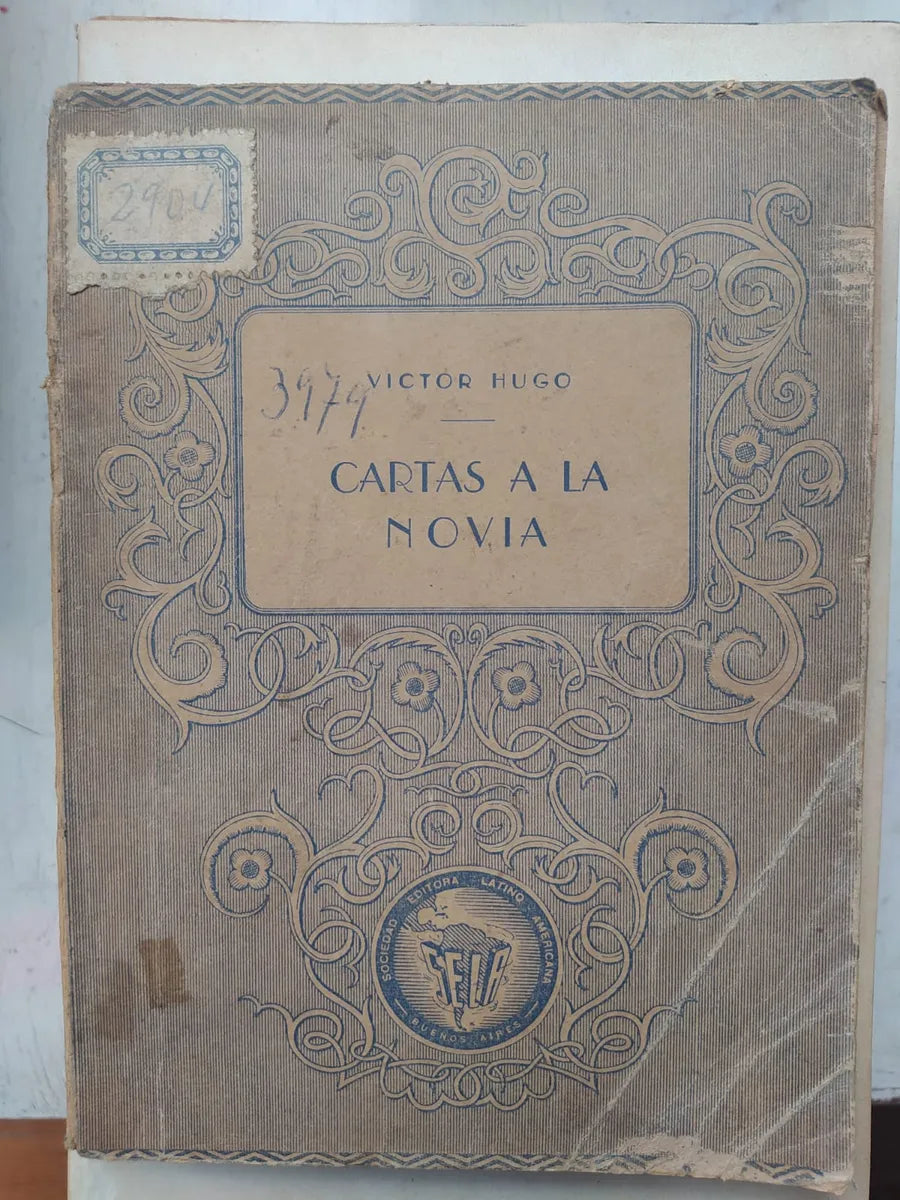 2904
3979
VICTOR HUGO
CARTAS A LA
NOVIA
SOCIEDAD EDITORA LATINO AMERICANA
SELA
BUENOS AIRES